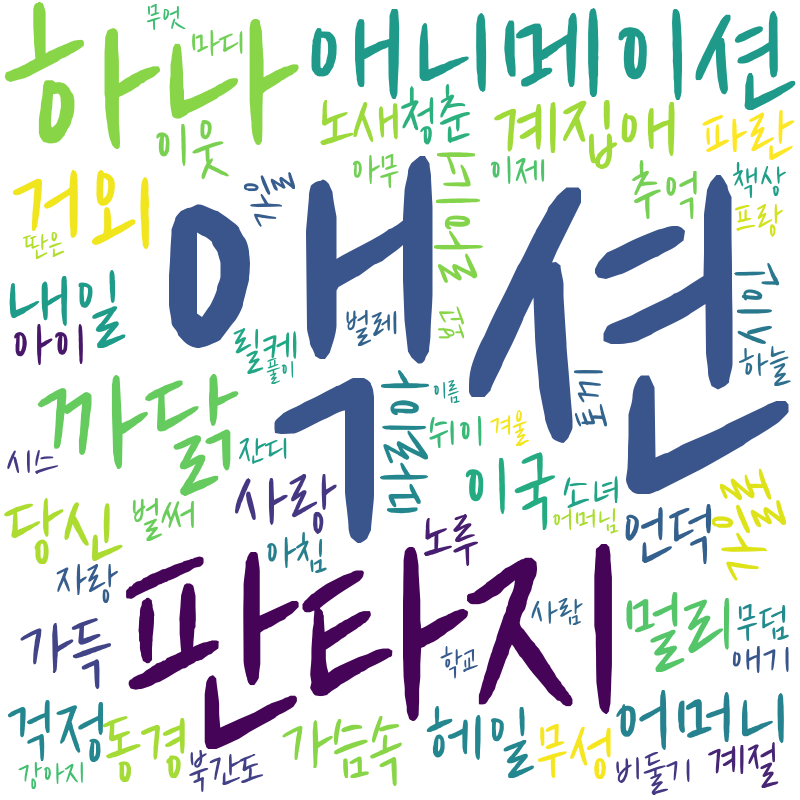 하나
무엇
마디
애니메이션
이웃
노새
청춘
계집애
파란
아무
이제
거외
딴은
가을
추억
책상
프랑
액션
내일
아이
릴케
풀이
벌레
하늘
까닭
이름
쉬이
겨울
시스
잔디
사랑
이국
소녀
어머님
당신
벌써
아침
노루
언덕
자랑
판타지
사람
가득
학교
멀리
무덤
애기
걱정
동경
북간도
가슴속
헤일
무성
어머니
비둘기
계절
강아지